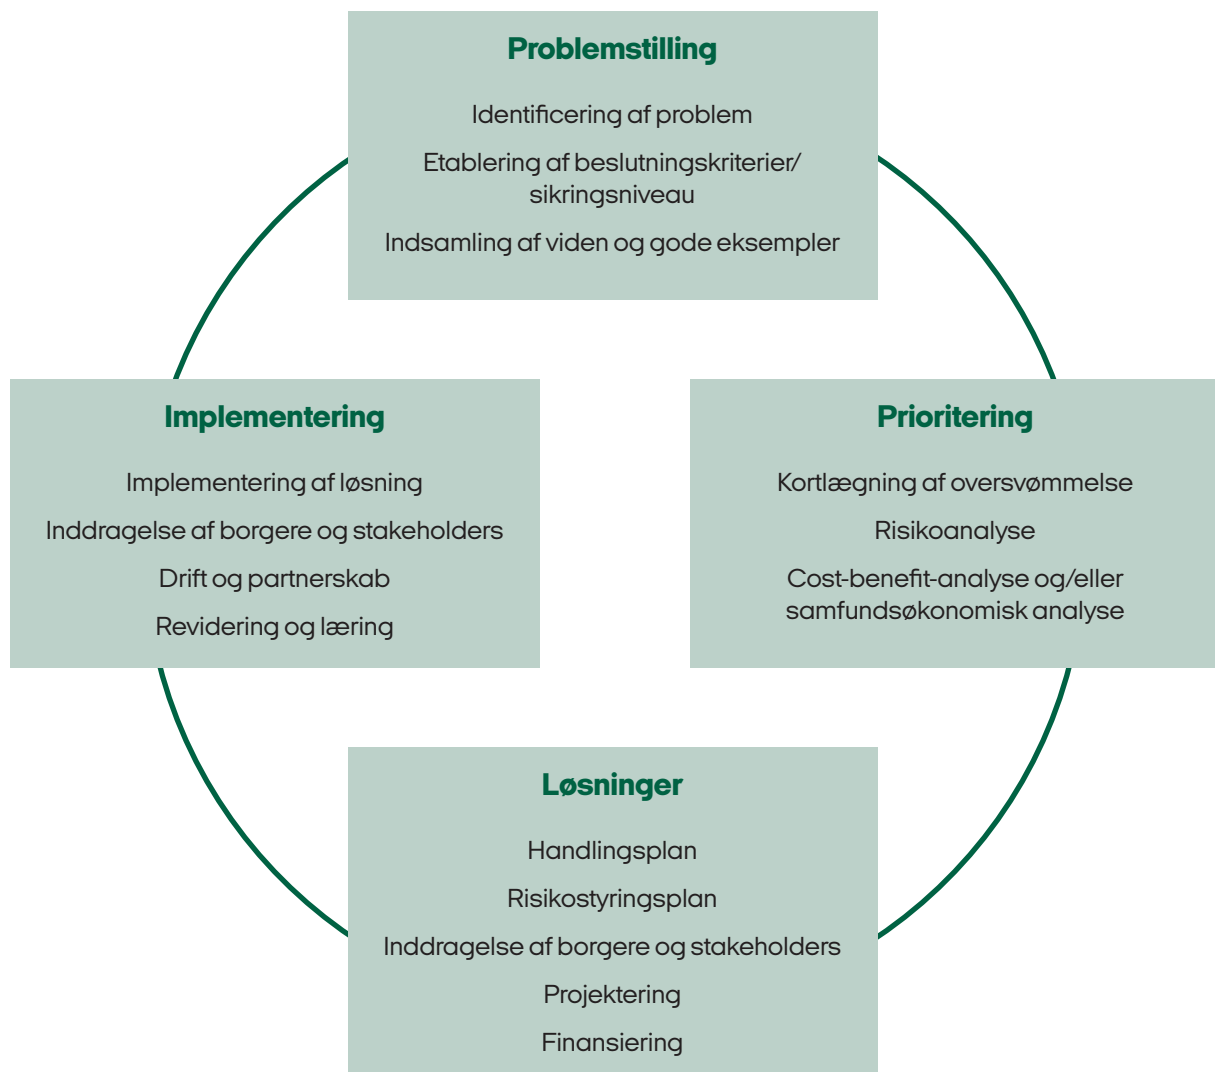 Problemstilling
Identificering af problem
Etablering af beslutningskriterier/
sikringsniveau
Indsamling af viden og gode eksempler
Implementering
Implementering af løsning
Inddragelse af borgere og stakeholders
Drift og partnerskab
Revidering og læring
Prioritering
Kortlægning af oversvømmelse
Risikoanalyse
Cost-benefit-analyse og/eller
samfundsøkonomisk analyse
Løsninger
Handlingsplan
Risikostyringsplan
Inddragelse af borgere og stakeholders
Projektering
Finansiering